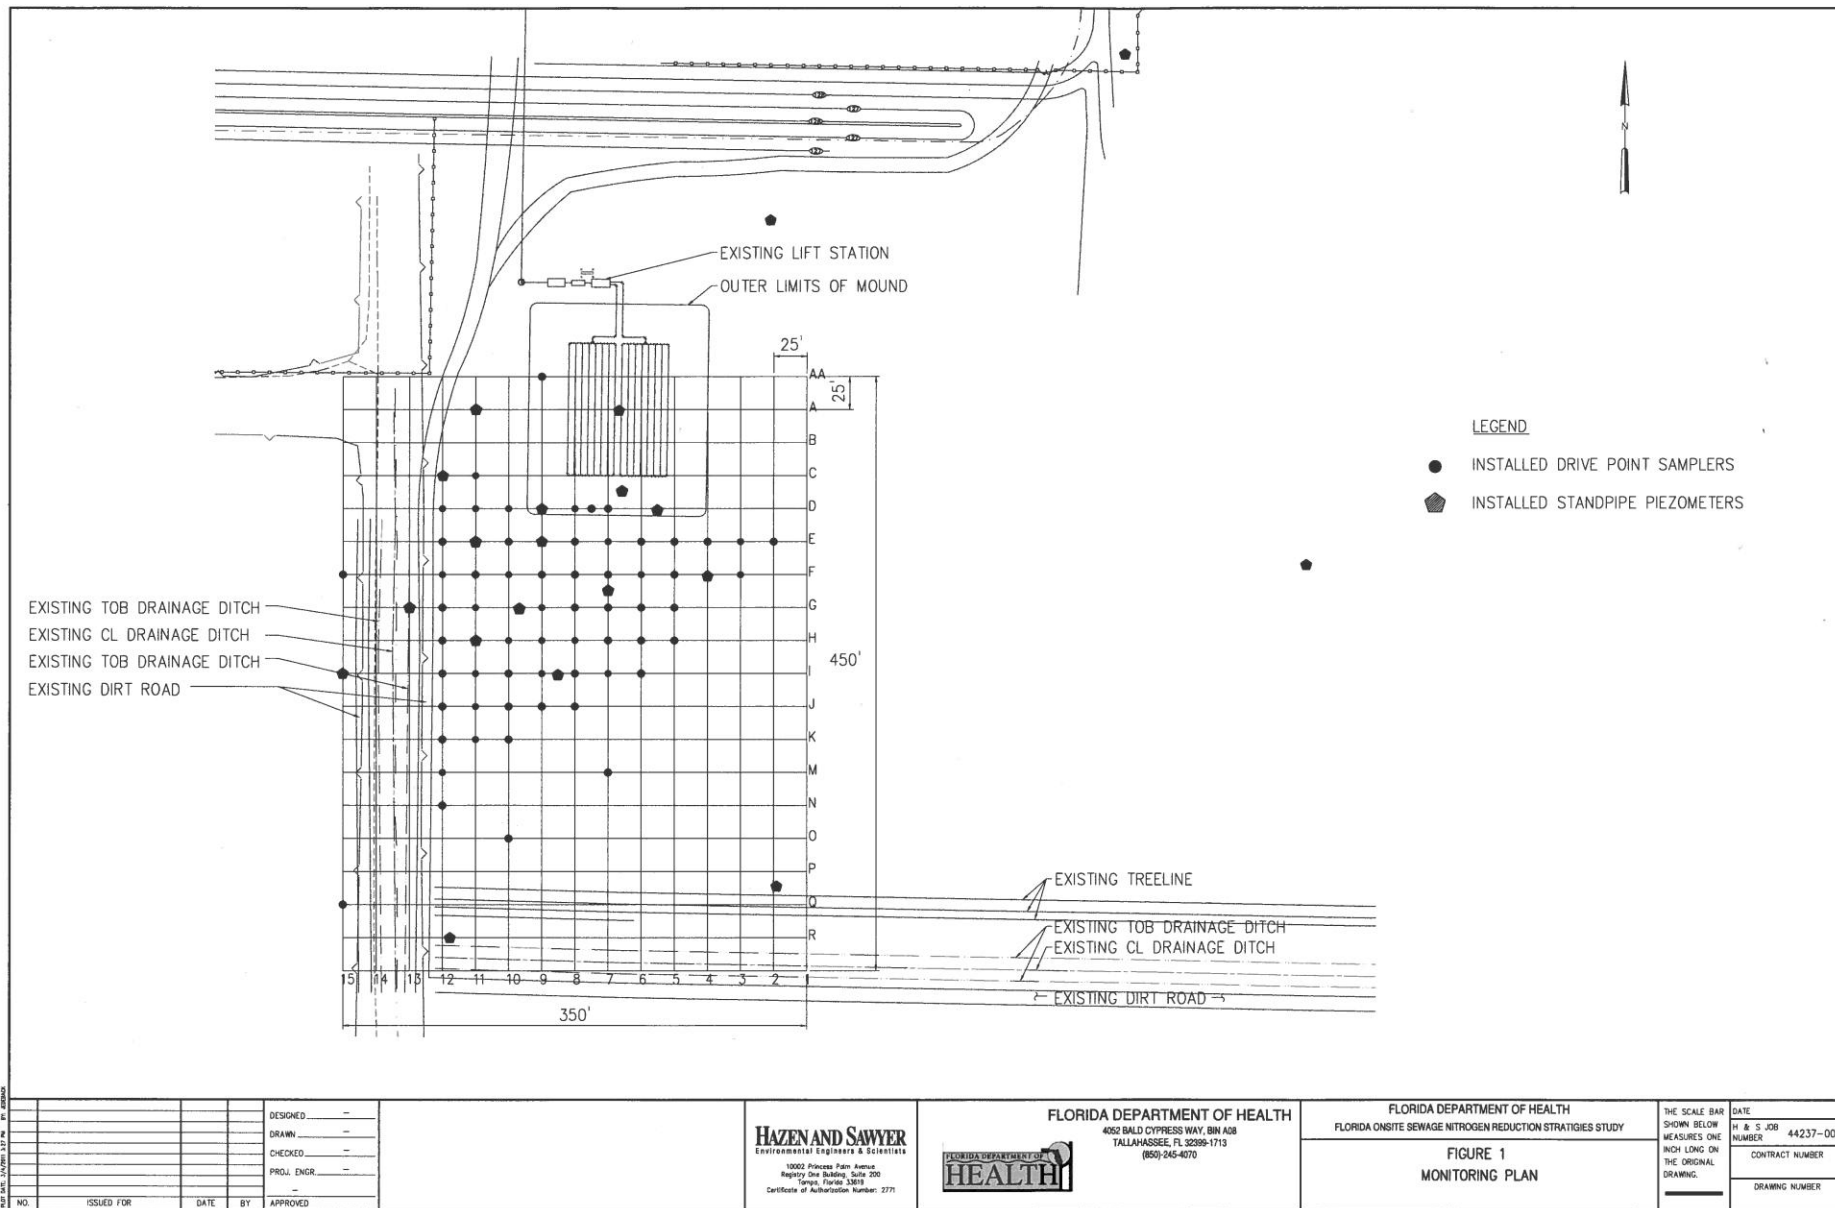 N
EXISTING LIFT STATION
OUTER LIMITS OF MOUND
25'
25'
AA
A
B
C
D
E
F
G
H
I
J
K
M
N
O
P
Q
R
LEGEND
INSTALLED DRIVE POINT SAMPLERS
INSTALLED STANDPIPE PIEZOMETERS
EXISTING TOB DRAINAGE DITCH
EXISTING CL DRAINAGE DITCH
EXISTING TOB DRAINAGE DITCH
EXISTING DIRT ROAD
450'
EXISTING TREELINE
EXISTING TOB DRAINAGE DITCH
EXISTING CL DRAINAGE DITCH
EXISTING DIRT ROAD
15 14 13 12 11 10 9 8 7 6 5 4 3 2 1
350'
NO. ISSUED FOR DATE BY
DESIGNED
DRAWN
CHECKED
PROJ. ENGR.
APPROVED
HAZEN AND SAWYER
Environmental Engineers & Scientists
10002 Princess Palm Avenue
Registry One Building, Suite 200
Tampa, Florida 33619
Certificate of Authorization Number: 2771
FLORIDA DEPARTMENT OF
HEALTH
FLORIDA DEPARTMENT OF HEALTH
4052 BALD CYPRESS WAY, BIN A08
TALLAHASSEE, FL 32399-1713
(850)-245-4070
FLORIDA DEPARTMENT OF HEALTH
FLORIDA ONSITE SEWAGE NITROGEN REDUCTION STRATIGIES STUDY
FIGURE 1
MONITORING PLAN
THE SCALE BAR
SHOWN BELOW
MEASURES ONE
INCH LONG ON
THE ORIGINAL
DRAWING.
DATE
H & S JOB
NUMBER 44237-00
CONTRACT NUMBER
DRAWING NUMBER